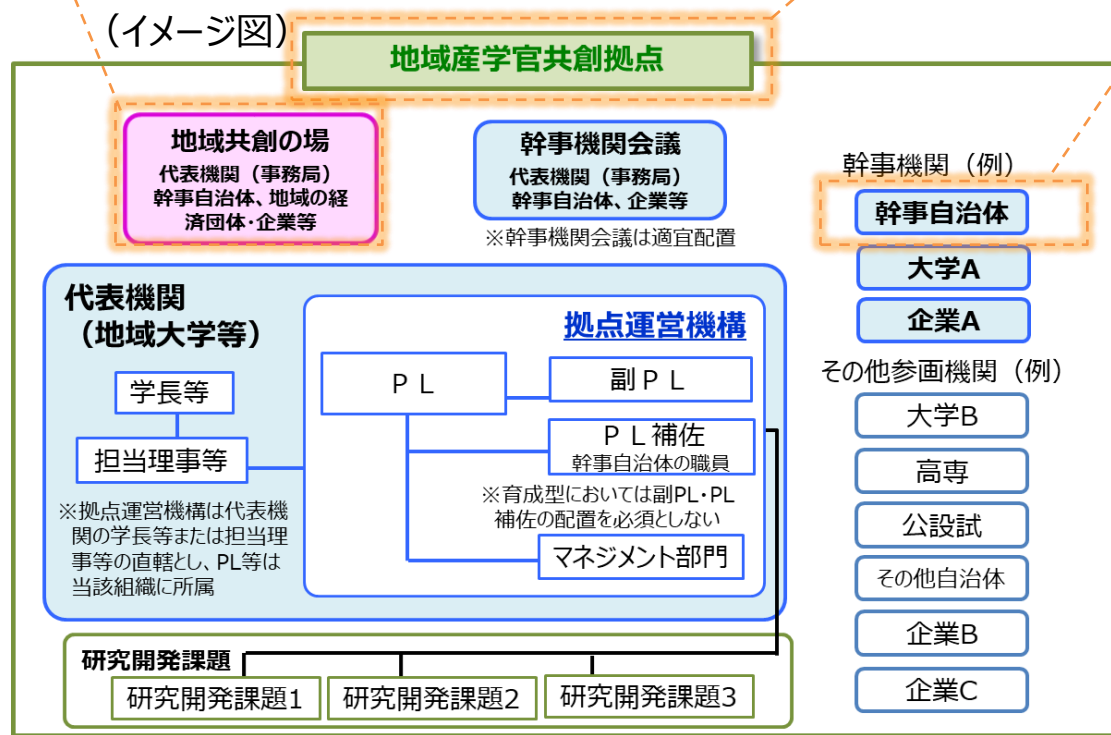 （イメージ図）
地域産学官共創拠点
地域共創の場
代表機関（事務局）
幹事自治体、地域の経
済団体・企業等
幹事機関会議
代表機関（事務局）
幹事自治体、企業等
※幹事機関会議は適宜配置
幹事機関（例）
幹事自治体
大学A
企業A
その他参画機関（例）
大学B
高専
公設試
その他自治体
企業B
企業C
代表機関
（地域大学等）
学長等
担当理事等
※拠点運営機構は代表機
関の学長等または担当理
事等の直轄とし、PL等は
当該組織に所属
拠点運営機構
ＰＬ
副ＰＬ
ＰＬ補佐
幹事自治体の職員
※育成型においては副PL・PL
補佐の配置を必須としない
マネジメント部門
研究開発課題
研究開発課題1
研究開発課題2
研究開発課題3